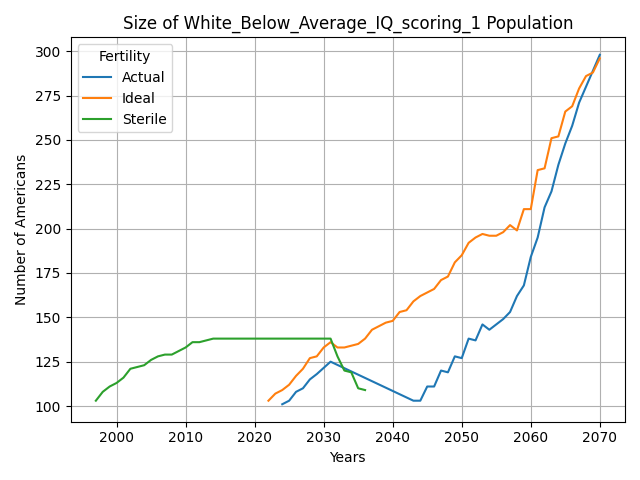 Size of White_Below_Average_IQ_scoring_1 Population
300
275
250
225
200
175
150
125
100
Number of Americans
Fertility
Actual
Ideal
Sterile
2000 2010 2020 2030 2040 2050 2060 2070
Years